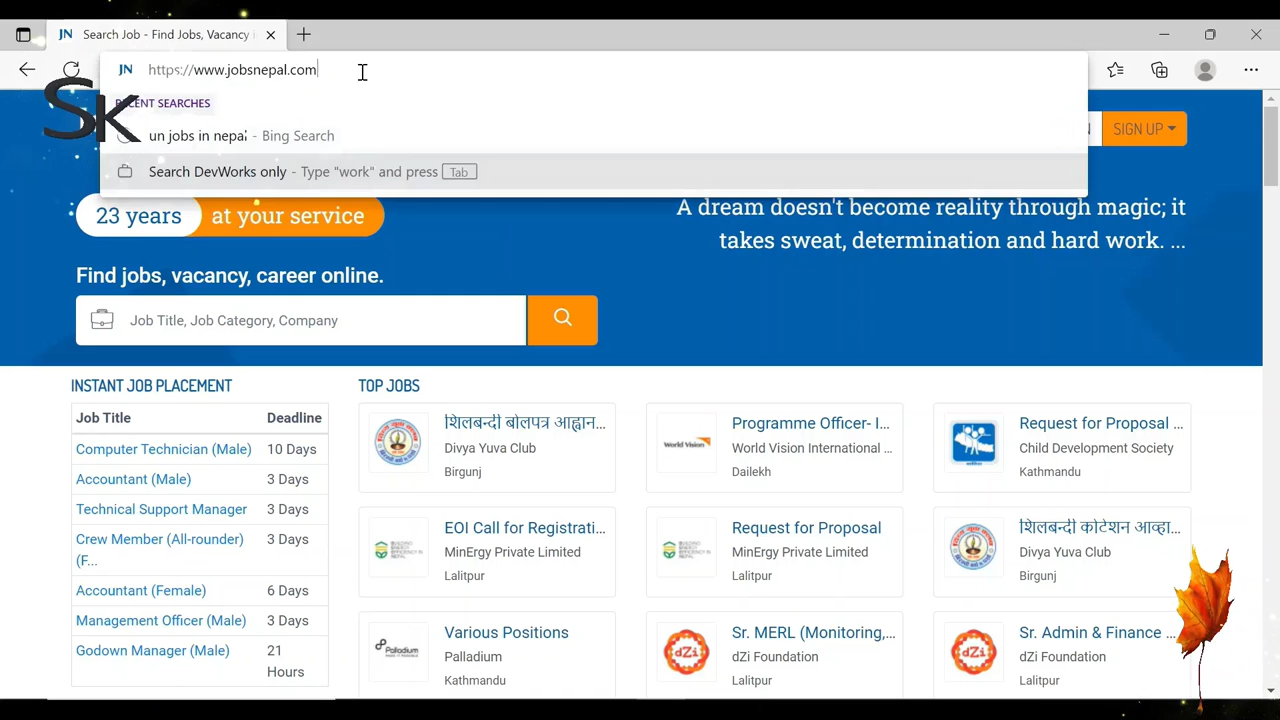 JN Search Job - Find Jobs, Vacancy i
JN https://www.jobsnepal.com
SK
RECENT SEARCHES
un jobs in nepal - Bing Search
Search DevWorks only - Type "work" and press Tab
SIGN UP
23 years at your service
A dream doesn't become reality through magic; it
takes sweat, determination and hard work. ...
Find jobs, vacancy, career online.
Job Title, Job Category, Company
INSTANT JOB PLACEMENT
Job Title Deadline
Computer Technician (Male) 10 Days
Accountant (Male) 3 Days
Technical Support Manager 3 Days
Crew Member (All-rounder) 3 Days
(F...
Accountant (Female) 6 Days
Management Officer (Male) 3 Days
Godown Manager (Male) 21
Hours
TOP JOBS
शिलबन्दी बोलपत्र आह्वान...
Divya Yuva Club
Birgunj
World Vision
Programme Officer- I...
World Vision International ...
Dailekh
Request for Proposal ...
Child Development Society
Kathmandu
EOI Call for Registrati...
MinErgy Private Limited
Lalitpur
Request for Proposal
MinErgy Private Limited
Lalitpur
शिलबन्दी कोटेशन आव्हा...
Divya Yuva Club
Birgunj
Palladium
Various Positions
Palladium
Kathmandu
dZi
Sr. MERL (Monitoring,...
dZi Foundation
Lalitpur
dZi
Sr. Admin & Finance ...
dZi Foundation
Lalitpur